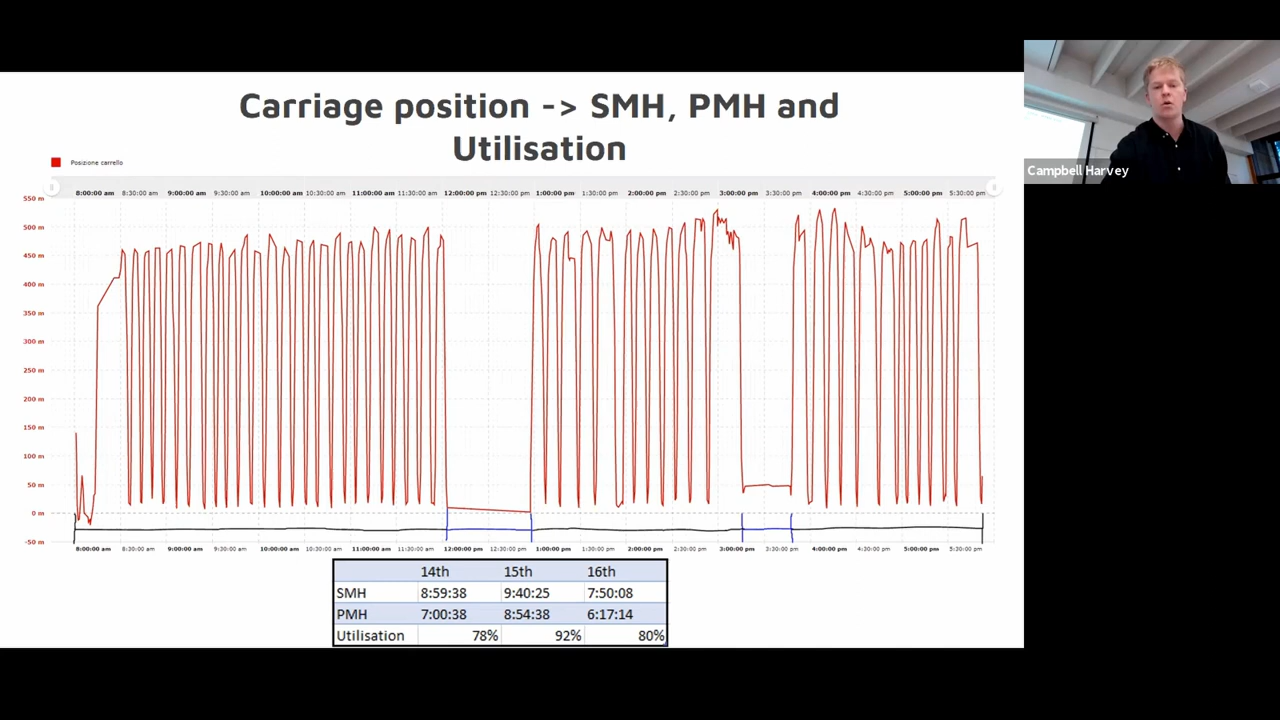 Carriage position -> SMH, PMH and
Utilisation
Posizione carrello
8:00:00 am 8:30:00 am 9:00:00 am 9:30:00 am 10:00:00 am 10:30:00 am 11:00:00 am 11:30:00 am 12:00:00 pm 12:30:00 pm 1:00:00 pm 1:30:00 pm 2:00:00 pm 2:30:00 pm 3:00:00 pm 3:30:00 pm 4:00:00 pm 4:30:00 pm 5:00:00 pm 5:30:00 pm
550 m
500 m
450 m
400 m
350 m
300 m
250 m
200 m
150 m
100 m
50 m
0 m
-50 m
8:00:00 am 8:30:00 am 9:00:00 am 9:30:00 am 10:00:00 am 10:30:00 am 11:00:00 am 11:30:00 am 12:00:00 pm 12:30:00 pm 1:00:00 pm 1:30:00 pm 2:00:00 pm 2:30:00 pm 3:00:00 pm 3:30:00 pm 4:00:00 pm 4:30:00 pm 5:00:00 pm 5:30:00 pm
14th 15th 16th
SMH 8:59:38 9:40:25 7:50:08
PMH 7:00:38 8:54:38 6:17:14
Utilisation 78% 92% 80%
Campbell Harvey